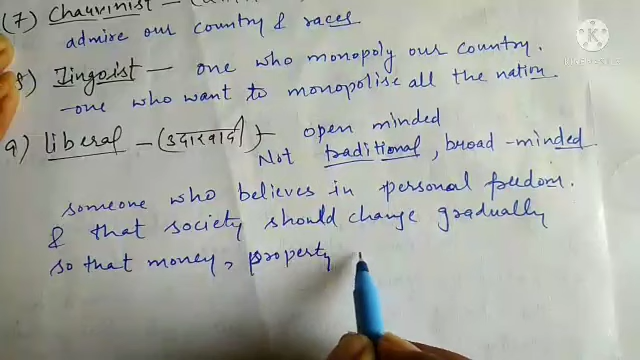 (7) Chauvinist –
admire our country & races
8) Jingoist – one who monopoly our country.
– one who want to monopolise all the nation
9) liberal – (उदारवादी) – open minded
Not traditional, broad-minded
someone who believes in personal freedom.
& that society should change gradually
so that money, property
KINEMASTER